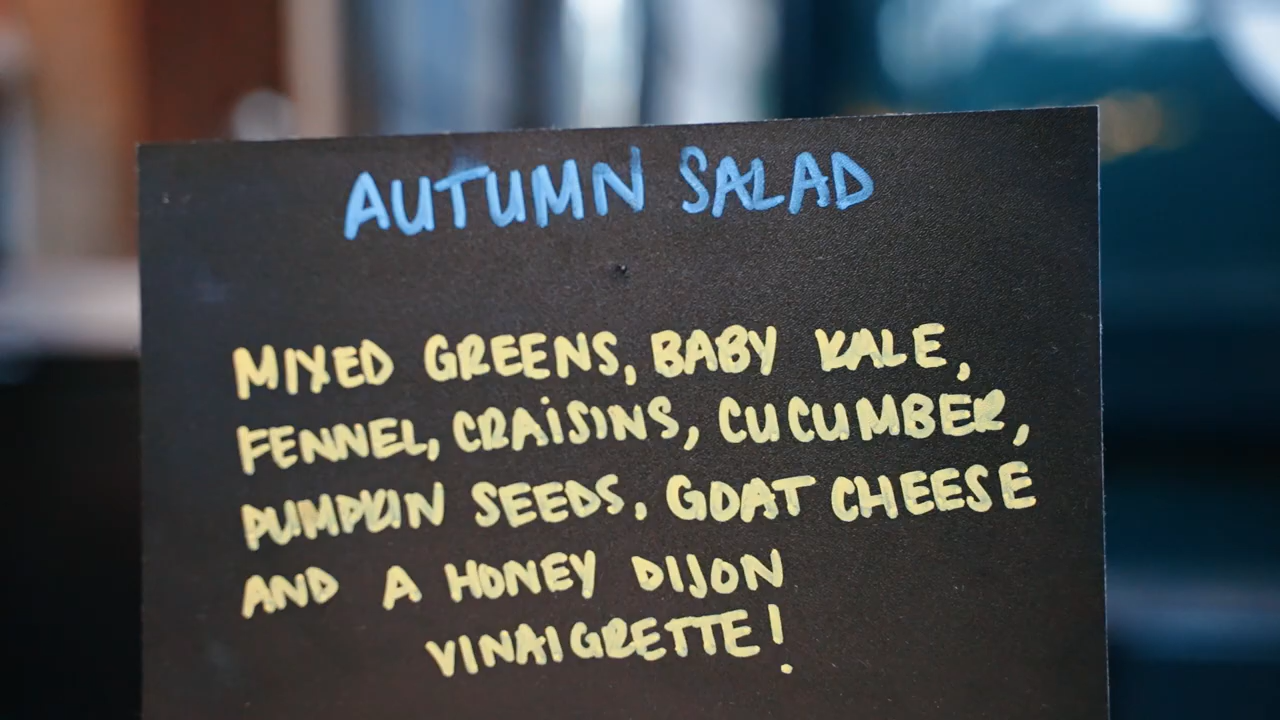 AUTUMN SALAD
MIXED GREENS, BABY KALE,
FENNEL, CRAISINS, CUCUMBER,
PUMPKIN SEEDS, GOAT CHEESE
AND A HONEY DIJON
VINAIGRETTE!